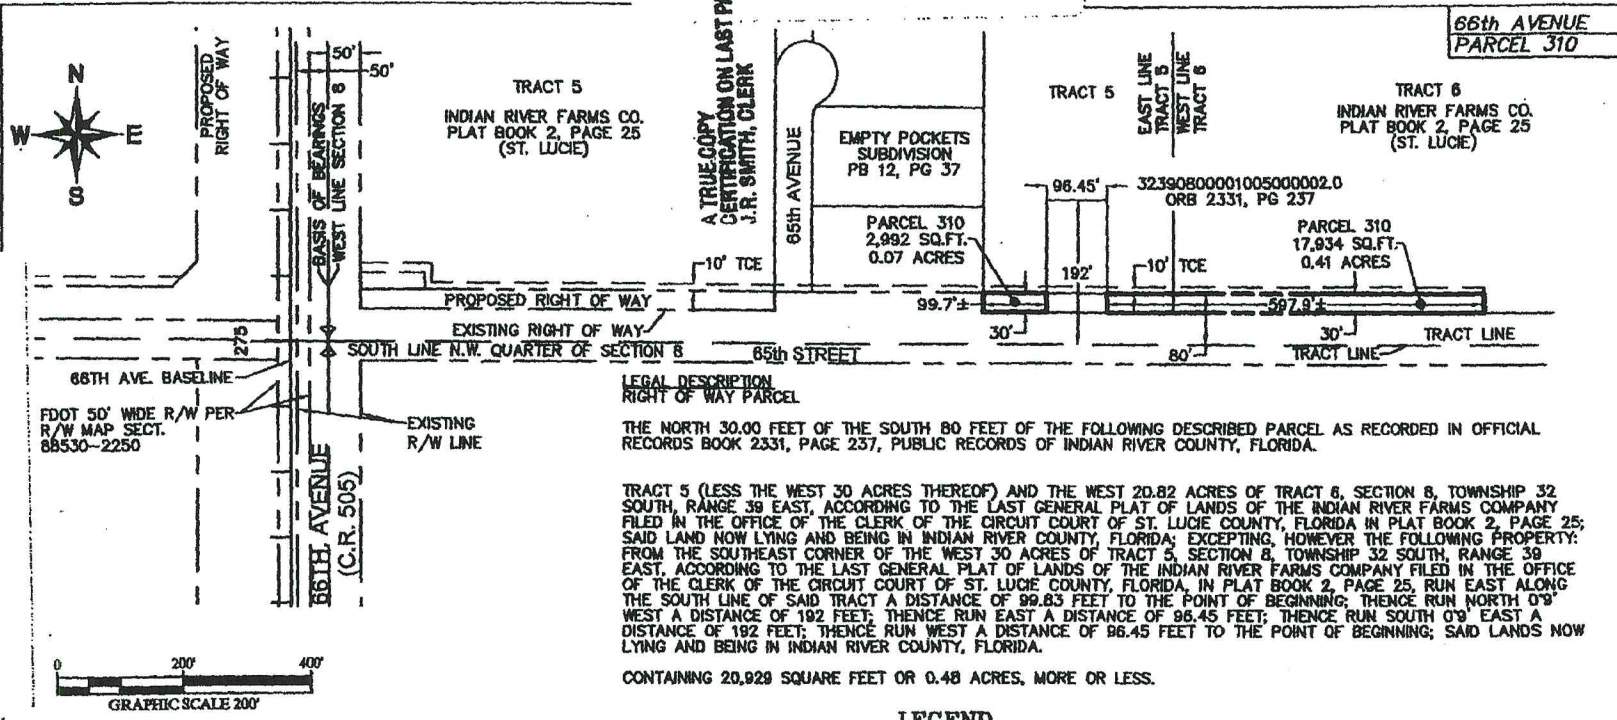 66th AVENUE
PARCEL 310
N
W
E
S
PROPOSED
RIGHT OF WAY
50'
50'
BASIS OF BEARINGS
WEST LINE SECTION 8
TRACT 5
INDIAN RIVER FARMS CO.
PLAT BOOK 2, PAGE 25
(ST. LUCIE)
A TRUE COPY
CERTIFICATION ON LAST
J.R. SMITH, CLERK
65th AVENUE
EMPTY POCKETS
SUBDIVISION
PB 12, PG 37
TRACT 5
EAST LINE
TRACT 5
WEST LINE
TRACT 6
TRACT 6
INDIAN RIVER FARMS CO.
PLAT BOOK 2, PAGE 25
(ST. LUCIE)
96.45'
32390800001005000002.0
ORB 2331, PG 237
PARCEL 310
2,992 SQ.FT.
0.07 ACRES
PARCEL 310
17,934 SQ.FT.
0.41 ACRES
10' TCE
192'
10' TCE
PROPOSED RIGHT OF WAY
99.7'±
597.9'±
EXISTING RIGHT OF WAY
30'
30'
TRACT LINE
275
SOUTH LINE N.W. QUARTER OF SECTION 8
65th STREET
80'
TRACT LINE
66TH AVE. BASELINE
FDOT 50' WIDE R/W PER
R/W MAP SECT.
88530-2250
EXISTING
R/W LINE
66TH AVENUE
(C.R. 505)
LEGAL DESCRIPTION
RIGHT OF WAY PARCEL
THE NORTH 30.00 FEET OF THE SOUTH 80 FEET OF THE FOLLOWING DESCRIBED PARCEL AS RECORDED IN OFFICIAL
RECORDS BOOK 2331, PAGE 237, PUBLIC RECORDS OF INDIAN RIVER COUNTY, FLORIDA.
TRACT 5 (LESS THE WEST 30 ACRES THEREOF) AND THE WEST 20.82 ACRES OF TRACT 6, SECTION 8, TOWNSHIP 32
SOUTH, RANGE 39 EAST, ACCORDING TO THE LAST GENERAL PLAT OF LANDS OF THE INDIAN RIVER FARMS COMPANY
FILED IN THE OFFICE OF THE CLERK OF THE CIRCUIT COURT OF ST. LUCIE COUNTY, FLORIDA IN PLAT BOOK 2, PAGE 25;
SAID LAND NOW LYING AND BEING IN INDIAN RIVER COUNTY, FLORIDA; EXCEPTING, HOWEVER THE FOLLOWING PROPERTY:
FROM THE SOUTHEAST CORNER OF THE WEST 30 ACRES OF TRACT 5, SECTION 8, TOWNSHIP 32 SOUTH, RANGE 39
EAST, ACCORDING TO THE LAST GENERAL PLAT OF LANDS OF THE INDIAN RIVER FARMS COMPANY FILED IN THE OFFICE
OF THE CLERK OF THE CIRCUIT COURT OF ST. LUCIE COUNTY, FLORIDA, IN PLAT BOOK 2, PAGE 25, RUN EAST ALONG
THE SOUTH LINE OF SAID TRACT A DISTANCE OF 99.83 FEET TO THE POINT OF BEGINNING; THENCE RUN NORTH 0'9'
WEST A DISTANCE OF 192 FEET; THENCE RUN EAST A DISTANCE OF 96.45 FEET; THENCE RUN SOUTH 0'9' EAST A
DISTANCE OF 192 FEET; THENCE RUN WEST A DISTANCE OF 96.45 FEET TO THE POINT OF BEGINNING; SAID LANDS NOW
LYING AND BEING IN INDIAN RIVER COUNTY, FLORIDA.
CONTAINING 20,929 SQUARE FEET OR 0.48 ACRES, MORE OR LESS.
0 200' 400'
GRAPHIC SCALE 200'
LEGEND